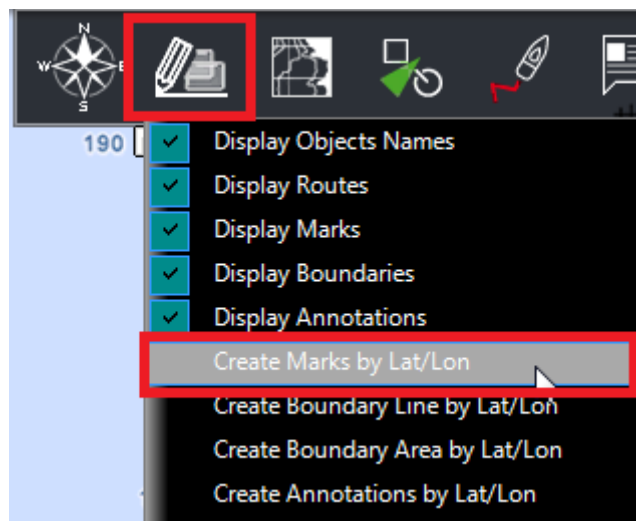 N
W E
S
190
Display Objects Names
Display Routes
Display Marks
Display Boundaries
Display Annotations
Create Marks by Lat/Lon
Create Boundary Line by Lat/Lon
Create Boundary Area by Lat/Lon
Create Annotations by Lat/Lon